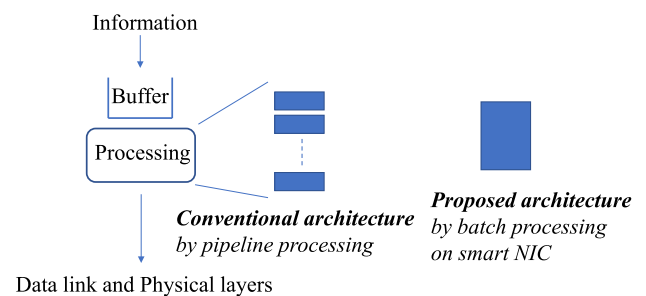 Information
Buffer
Processing
Conventional architecture
by pipeline processing
Proposed architecture
by batch processing
on smart NIC
Data link and Physical layers